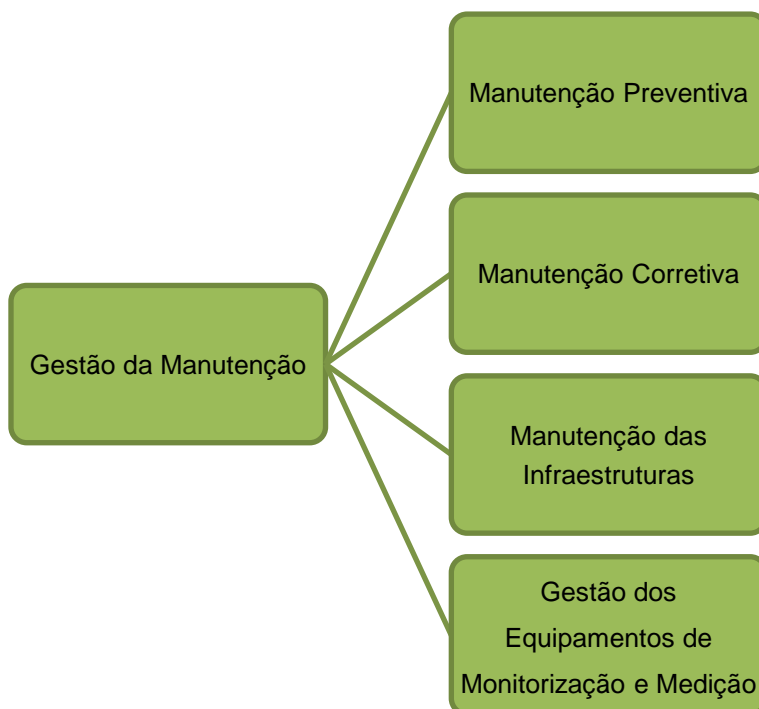 Manutenção Preventiva
Manutenção Corretiva
Gestão da Manutenção
Manutenção das
Infraestruturas
Gestão dos
Equipamentos de
Monitorização e Medição